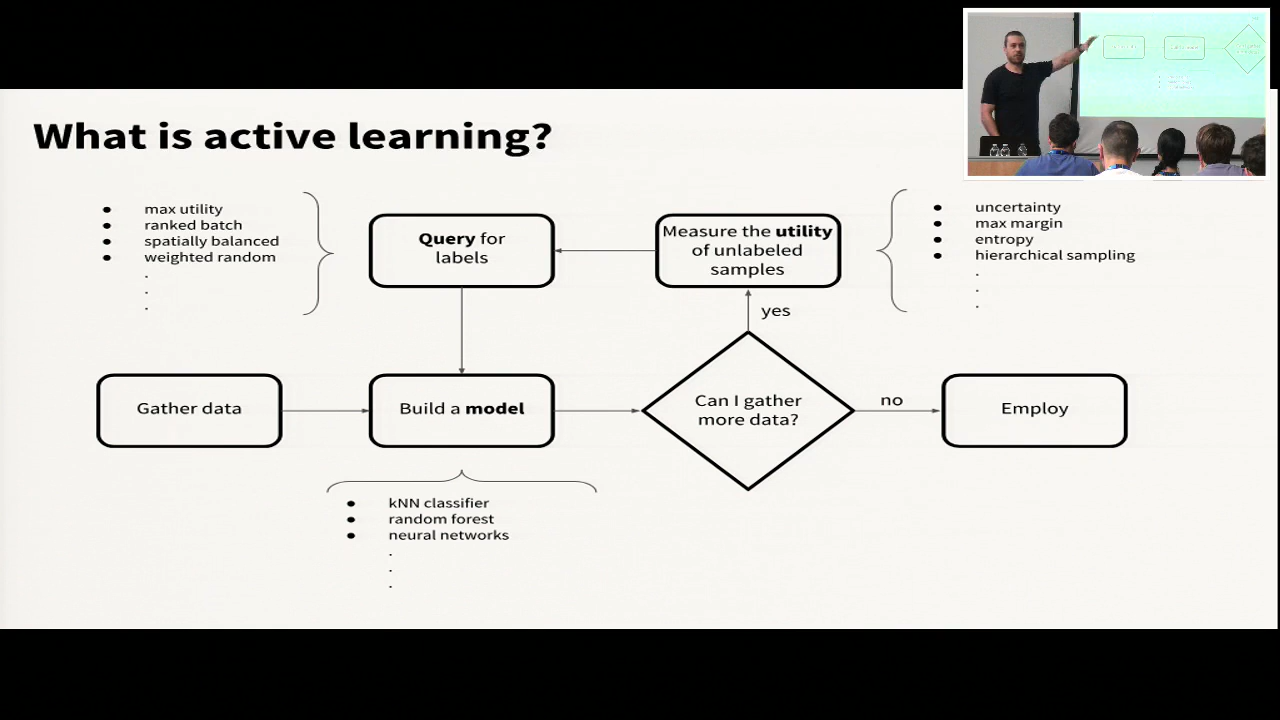 What is active learning?
max utility
ranked batch
spatially balanced
weighted random
.
.
.
Query for
labels
Measure the utility
of unlabeled
samples
uncertainty
max margin
entropy
hierarchical sampling
.
.
.
yes
Gather data
Build a model
Can I gather
more data?
no
Employ
kNN classifier
random forest
neural networks
.
.
.